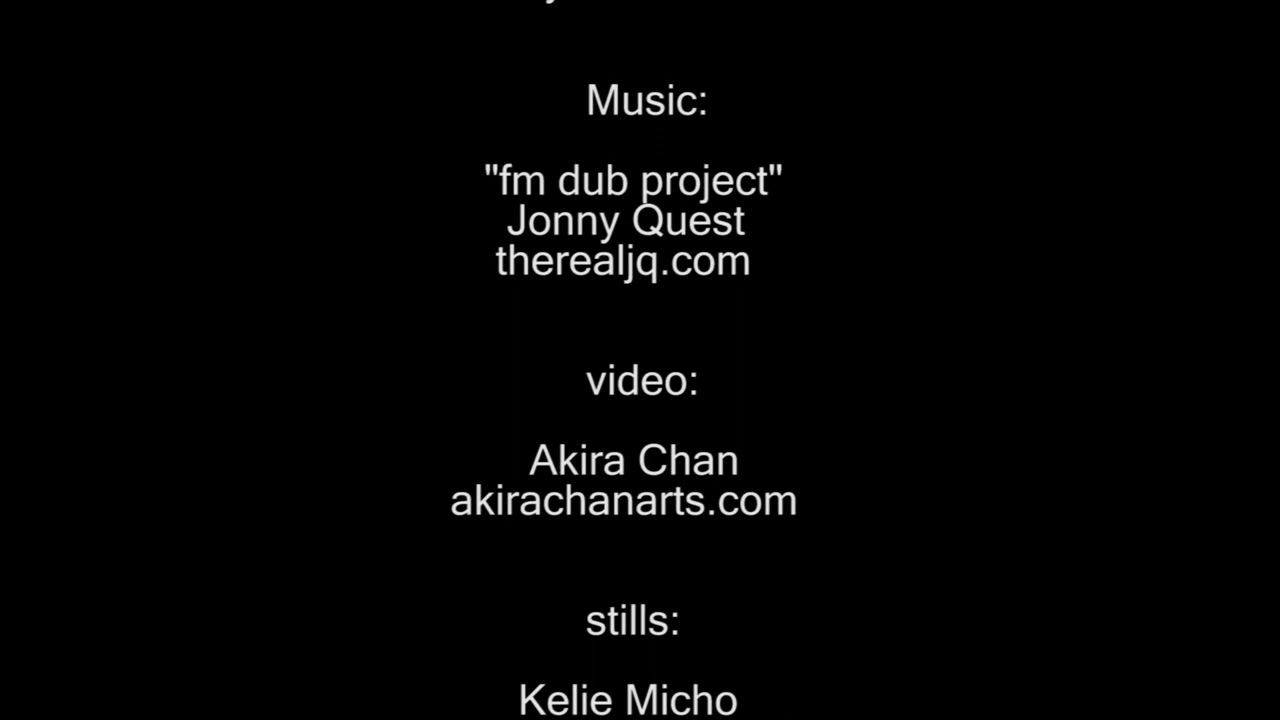 Music:
"fm dub project"
Jonny Quest
therealjq.com
video:
Akira Chan
akirachanarts.com
stills:
Kelie Micho